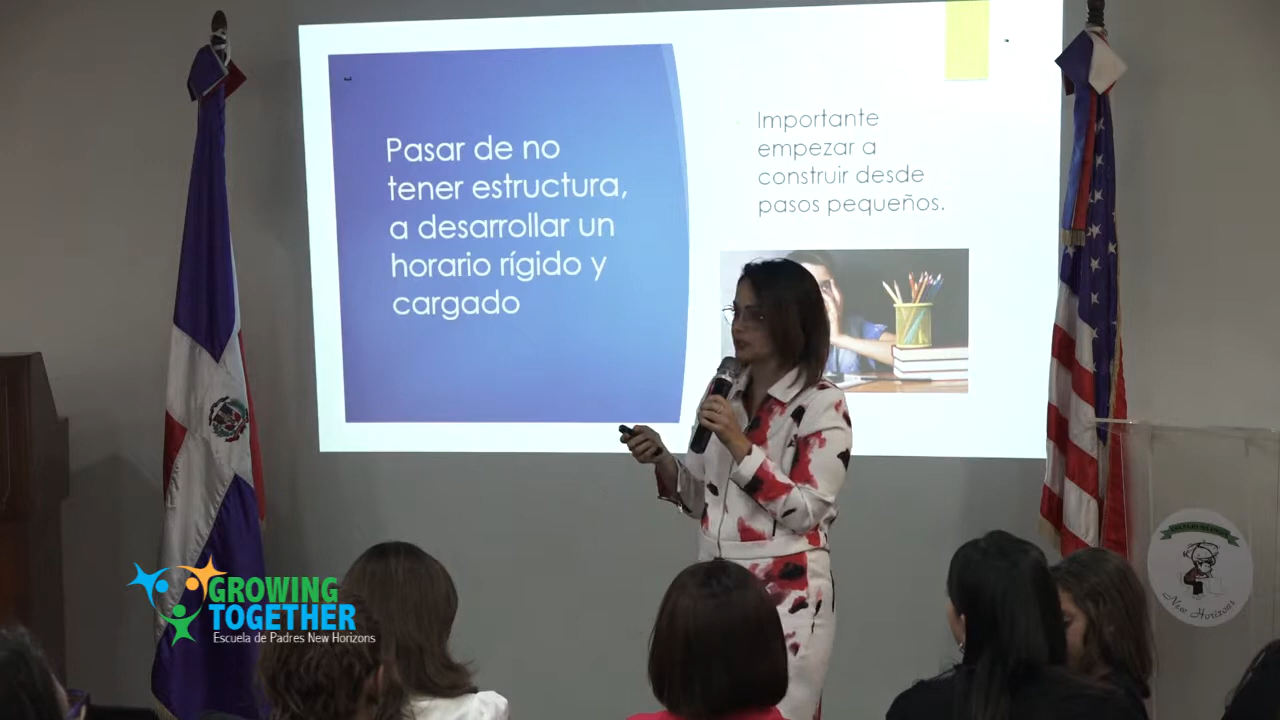 Pasar de no
tener estructura,
a desarrollar un
horario rígido y
cargado
Importante
empezar a
construir desde
pasos pequeños.
GROWING
TOGETHER
Escuela de Padres New Horizons
New Horizons